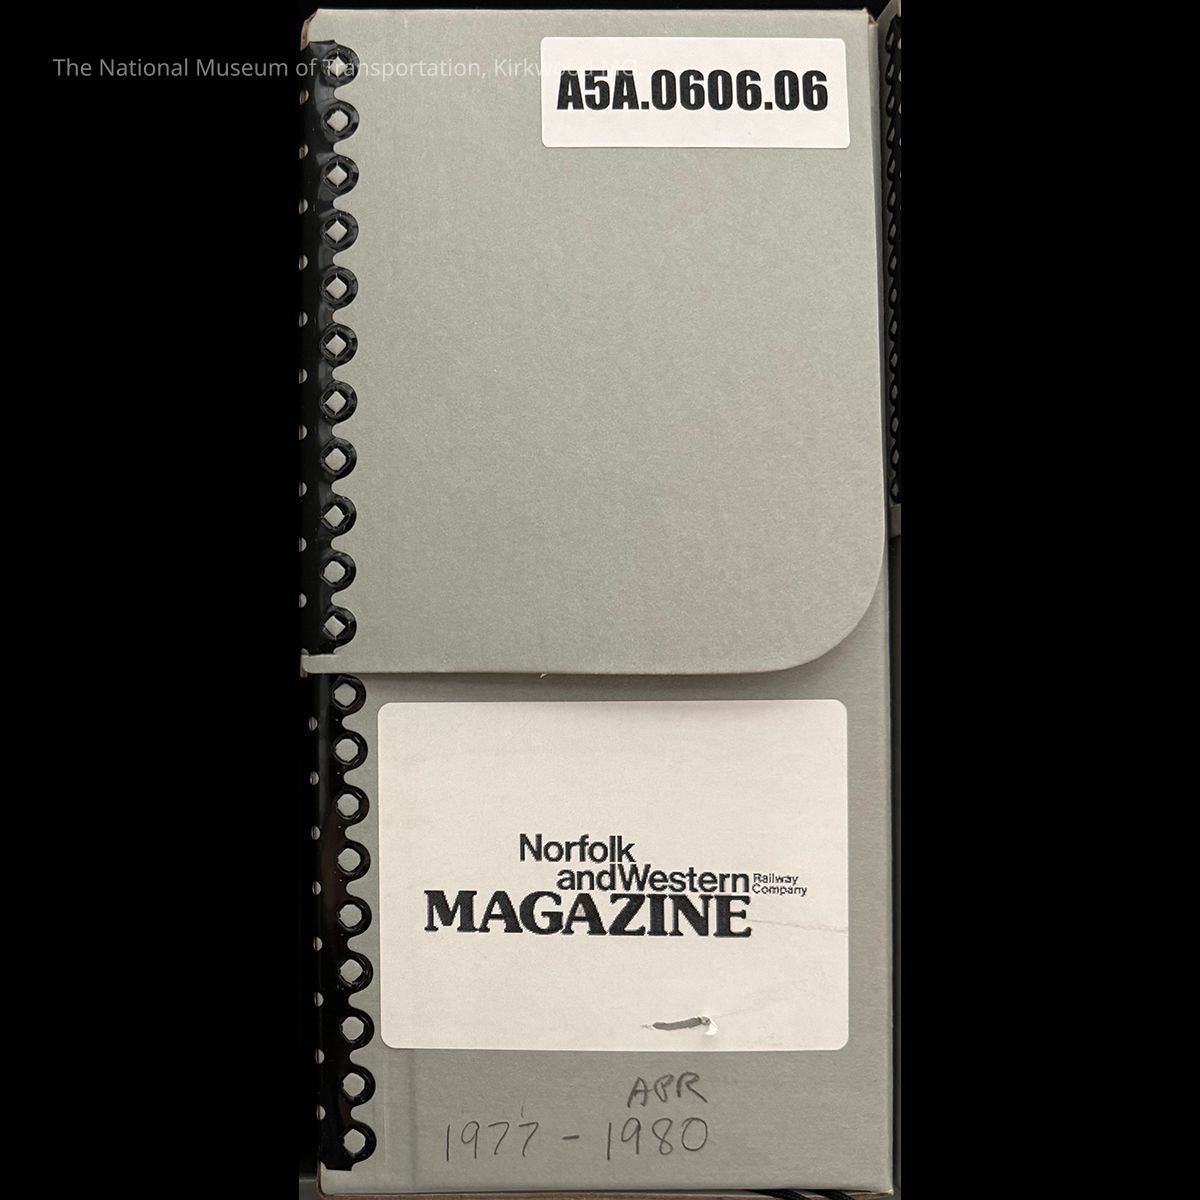 The National Museum of Transportation, Kirkwood MO
A5A.0606.06
Norfolk
andWestern Railway
Company
MAGAZINE
APR
1977 - 1980